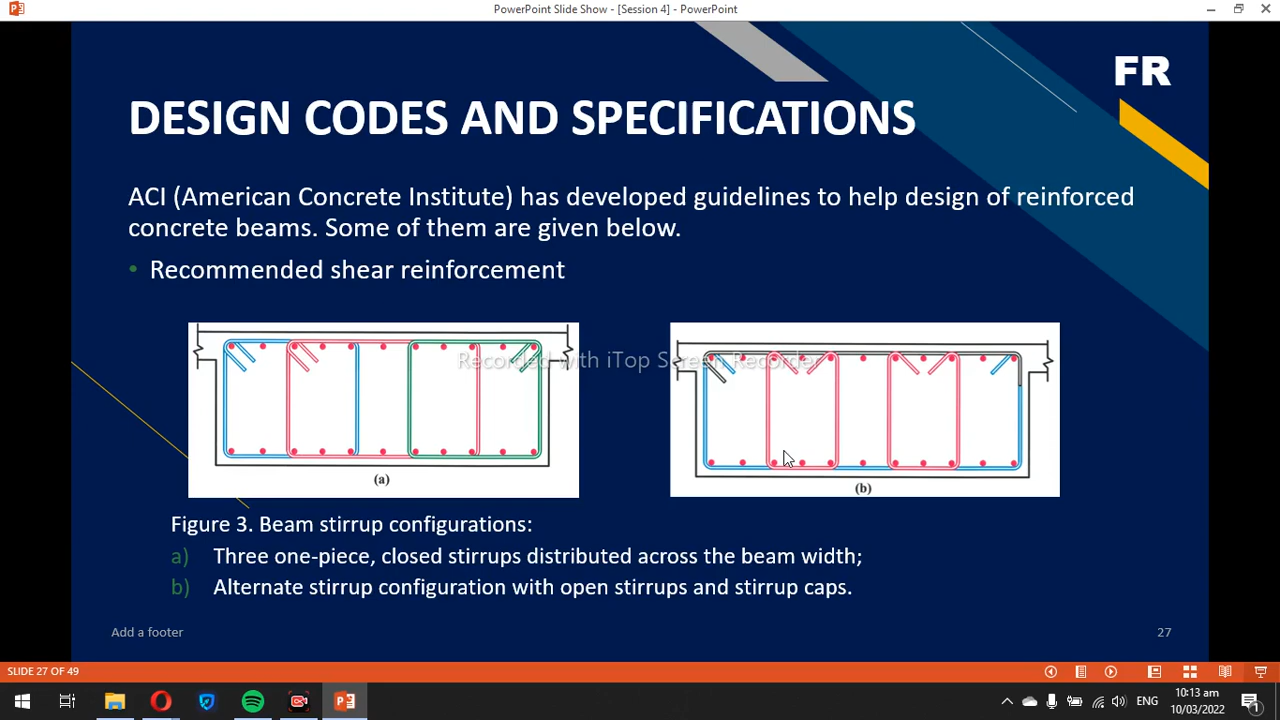 PowerPoint Slide Show - [Session 4] - PowerPoint
FR
DESIGN CODES AND SPECIFICATIONS
ACI (American Concrete Institute) has developed guidelines to help design of reinforced
concrete beams. Some of them are given below.
• Recommended shear reinforcement
Recorded with iTop Screen Recorder
(a)
(b)
Figure 3. Beam stirrup configurations:
a) Three one-piece, closed stirrups distributed across the beam width;
b) Alternate stirrup configuration with open stirrups and stirrup caps.
Add a footer
27
SLIDE 27 OF 49
ENG
10:13 am
10/03/2022
1